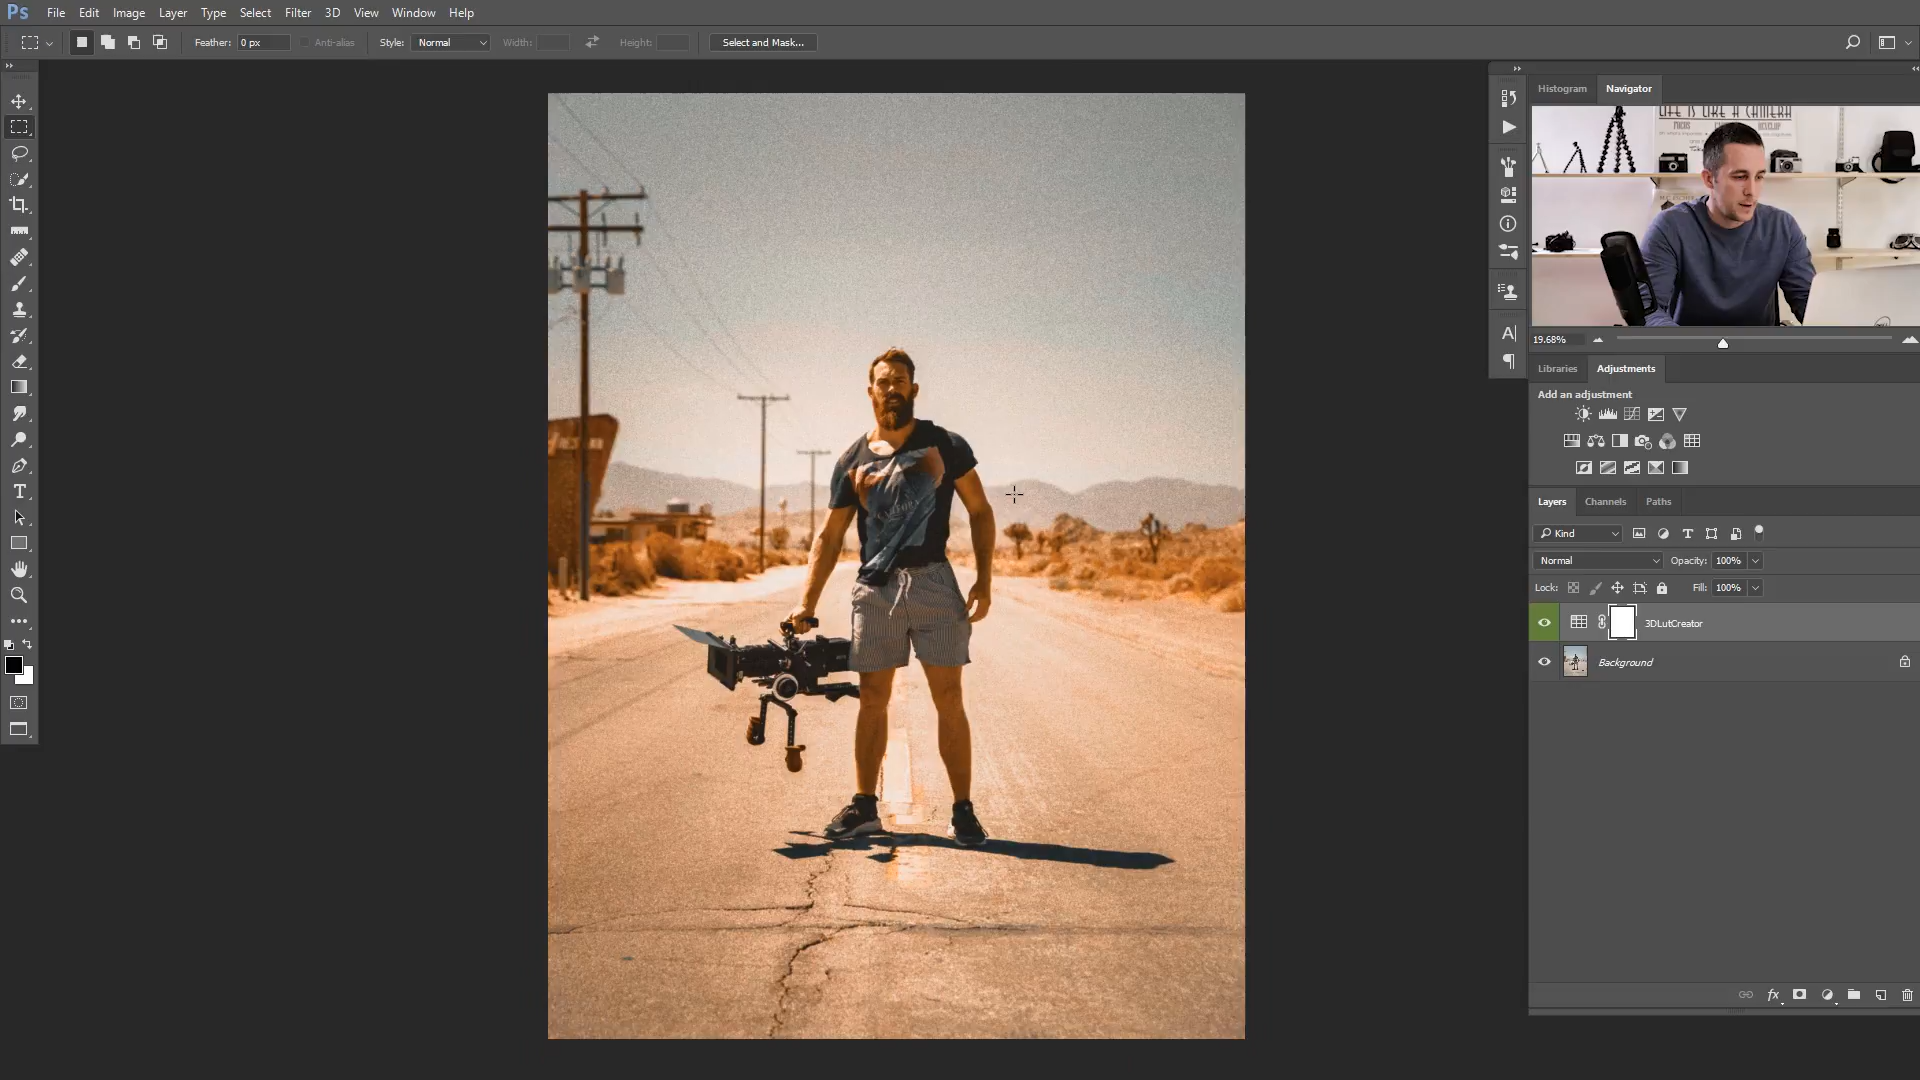 Ps File Edit Image Layer Type Select Filter 3D View Window Help
Feather: 0 px Anti-alias Style: Normal Width: Height: Select and Mask...
Histogram Navigator
LIFE IS LIKE A CAMERA
19.68%
Libraries Adjustments
Add an adjustment
Layers Channels Paths
Kind
Normal Opacity: 100%
Lock: Fill: 100%
3DLutCreator
Background